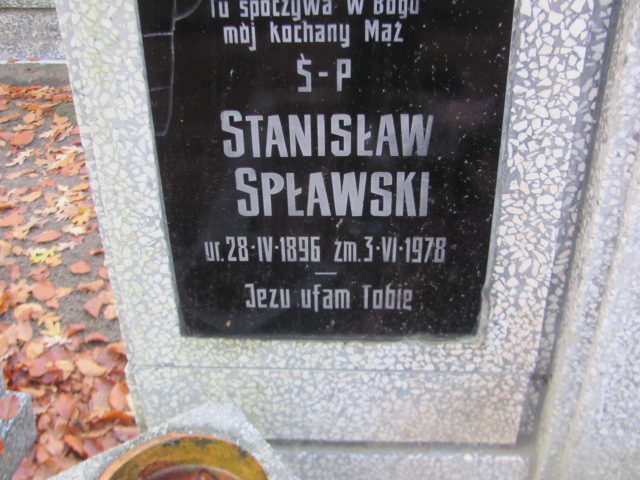 Tu spoczywa w Bogu
mój kochany Mąż
Ś-P
STANISŁAW
SPŁAWSKI
ur. 28·IV·1896 zm. 3·VI·1978
—
Jezu ufam Tobie